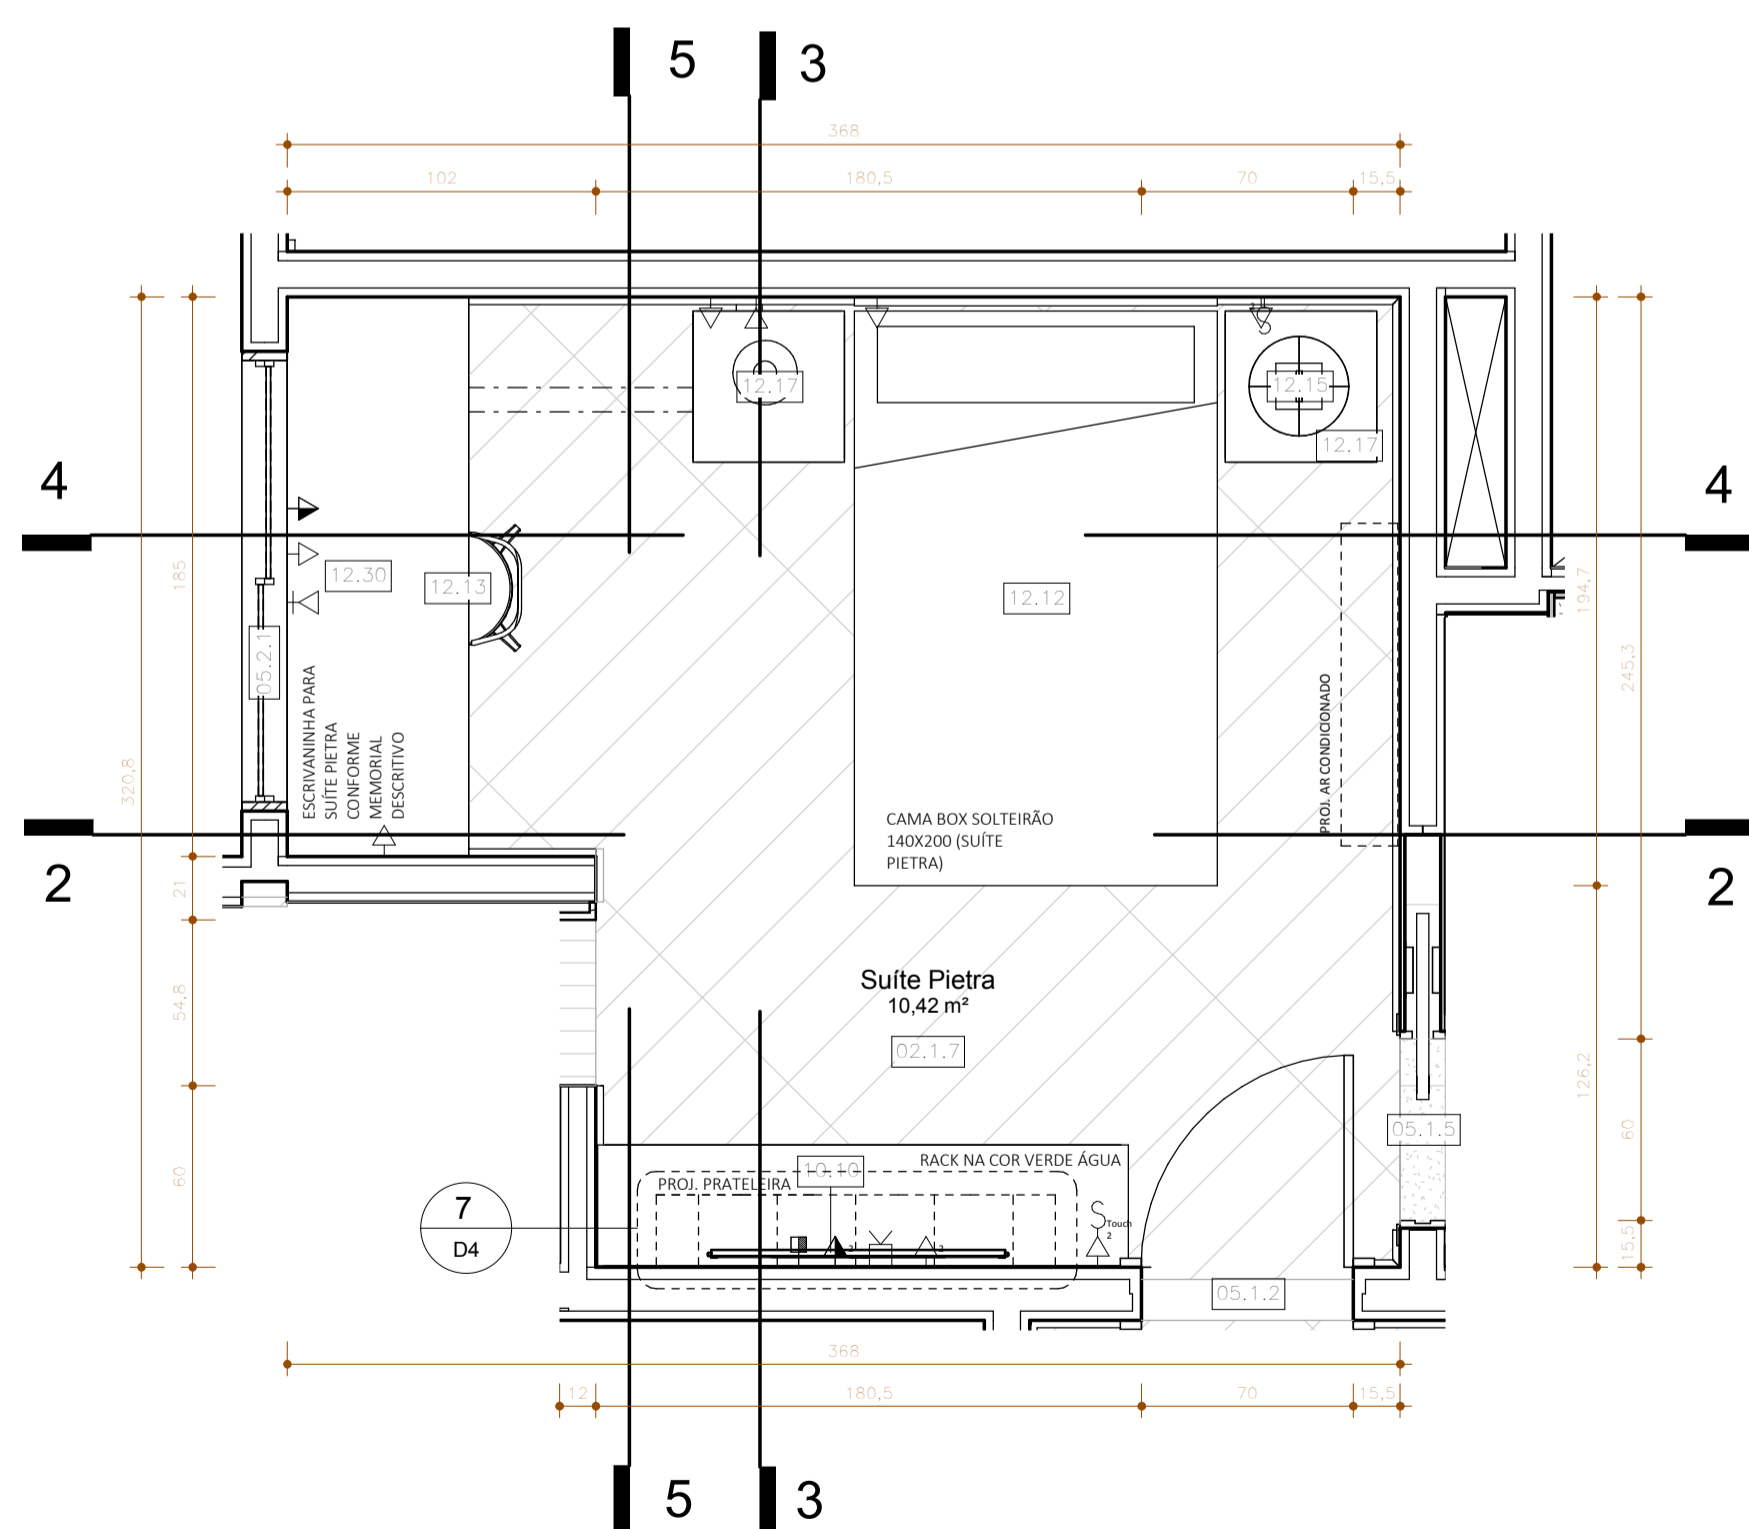 5
3
368
102
180,5
70
15,5
12.17
12.15
2
S
12.17
4
4
12.30
12.13
12.12
185
194,7
05.2.1
245,3
320,8
ESCRIVANINHA PARA
SUÍTE PIETRA
CONFORME
MEMORIAL
DESCRITIVO
PROJ. AR CONDICIONADO
CAMA BOX SOLTEIRÃO
140X200 (SUÍTE
PIETRA)
2
2
21
54,8
60
Suíte Pietra
10,42 m²
02.1.7
126,2
60
15,5
05.1.5
RACK NA COR VERDE ÁGUA
10.10
PROJ. PRATELEIRA
7
D4
S
Touch
2
2
2
05.1.2
368
12
180,5
70
15,5
5
3